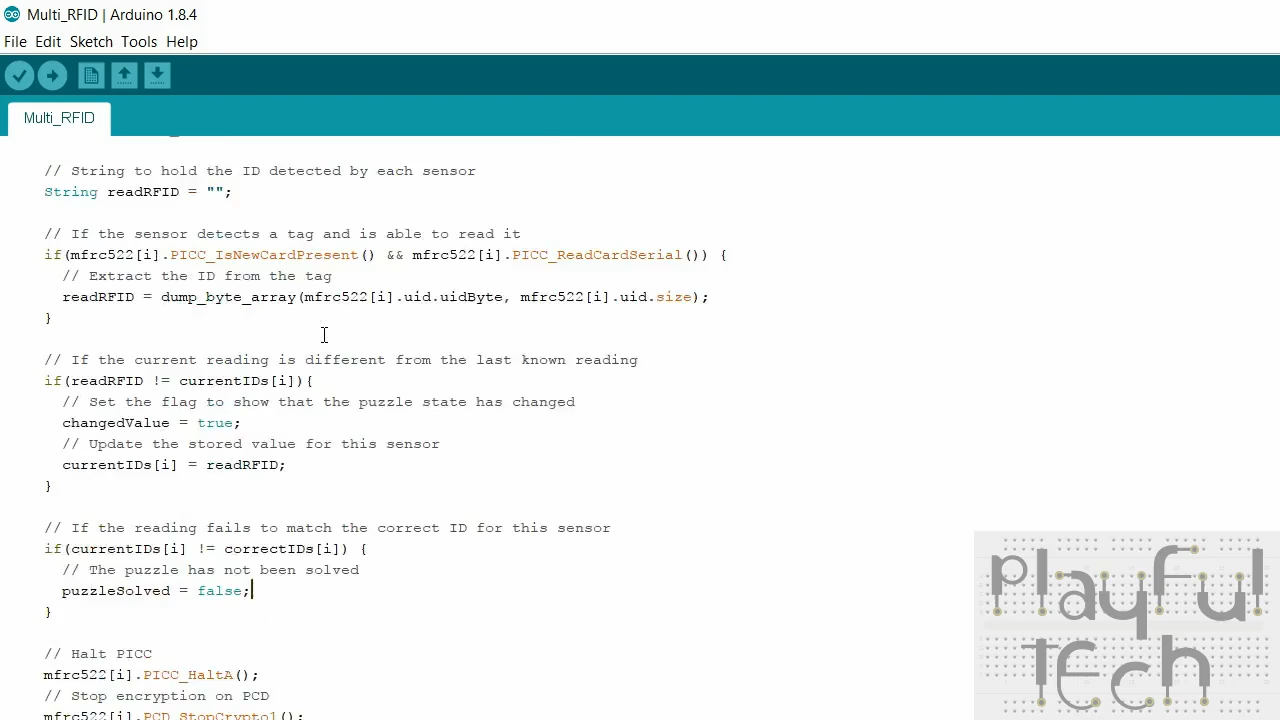 Multi_RFID | Arduino 1.8.4
File Edit Sketch Tools Help
Multi_RFID
// String to hold the ID detected by each sensor
String readRFID = "";
// If the sensor detects a tag and is able to read it
if(mfrc522[i].PICC_IsNewCardPresent() && mfrc522[i].PICC_ReadCardSerial()) {
// Extract the ID from the tag
readRFID = dump_byte_array(mfrc522[i].uid.uidByte, mfrc522[i].uid.size);
}
// If the current reading is different from the last known reading
if(readRFID != currentIDs[i]){
// Set the flag to show that the puzzle state has changed
changedValue = true;
// Update the stored value for this sensor
currentIDs[i] = readRFID;
}
// If the reading fails to match the correct ID for this sensor
if(currentIDs[i] != correctIDs[i]) {
// The puzzle has not been solved
puzzleSolved = false;
}
// Halt PICC
mfrc522[i].PICC_HaltA();
// Stop encryption on PCD
mfrc522[i].PCD_StopCrypto1();
playful
TEch